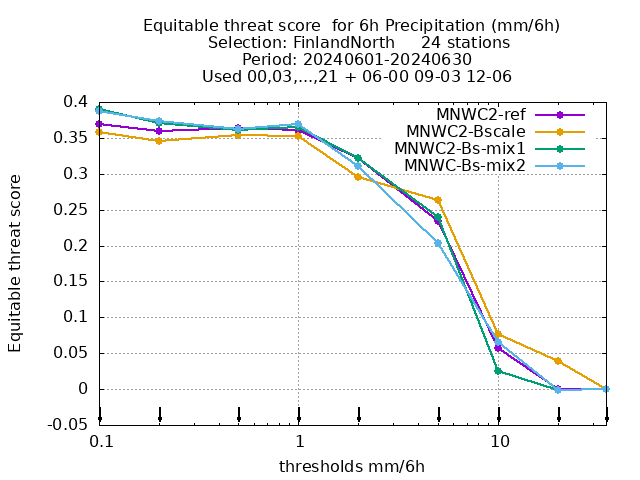 Equitable threat score  for 6h Precipitation (mm/6h)
Selection: FinlandNorth     24 stations
Period: 20240601-20240630
Used 00,03,...,21 + 06-00 09-03 12-06
MNWC2-ref
MNWC2-Bscale
MNWC2-Bs-mix1
MNWC-Bs-mix2
Equitable threat score
0.4
0.35
0.3
0.25
0.2
0.15
0.1
0.05
0
-0.05
0.1
1
10
thresholds mm/6h